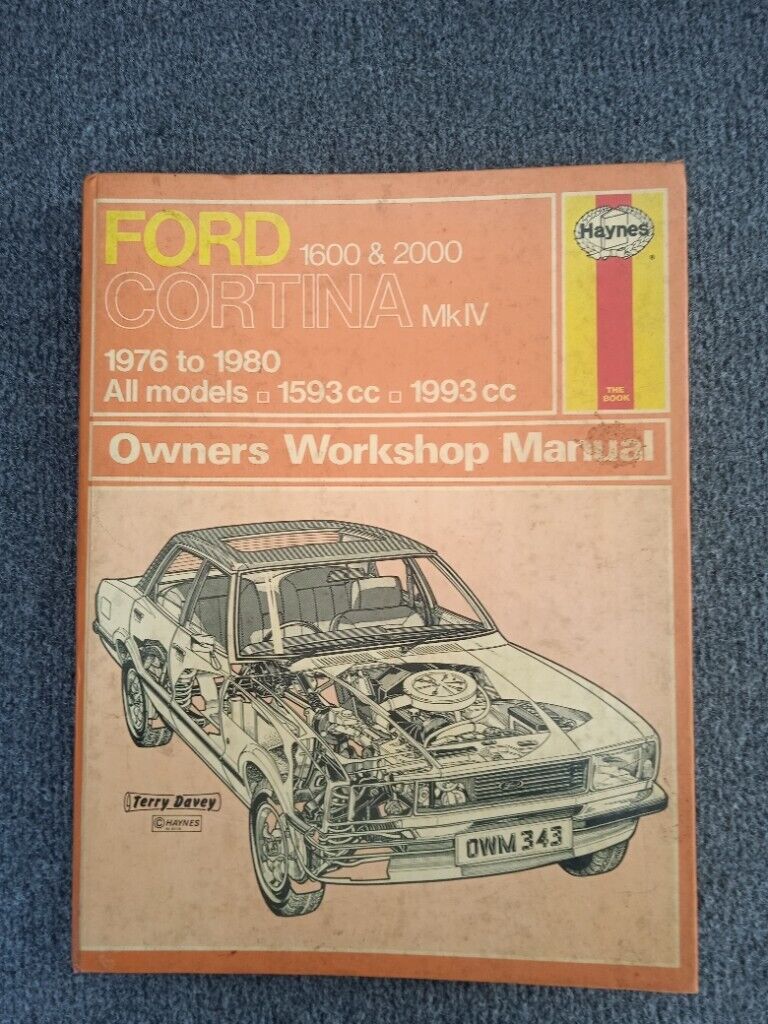 FORD 1600 & 2000
CORTINA MkIV
1976 to 1980
All models ▫ 1593 cc ▫ 1993 cc
Haynes
®
THE
BOOK
Owners Workshop Manual
Terry Davey
© HAYNES
OWM 343